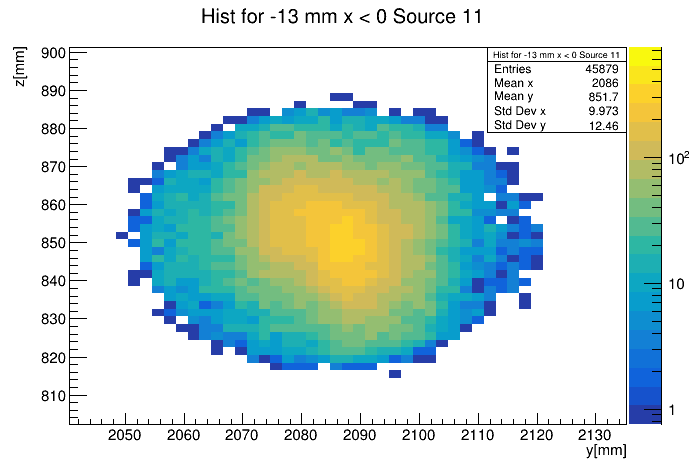 Hist for -13 mm x < 0 Source 11
z[mm]
900
890
880
870
860
850
840
830
820
810
2050 2060 2070 2080 2090 2100 2110 2120 2130
y[mm]
Hist for -13 mm x < 0 Source 11
Entries 45879
Mean x 2086
Mean y 851.7
Std Dev x 9.973
Std Dev y 12.46
10²
10
1